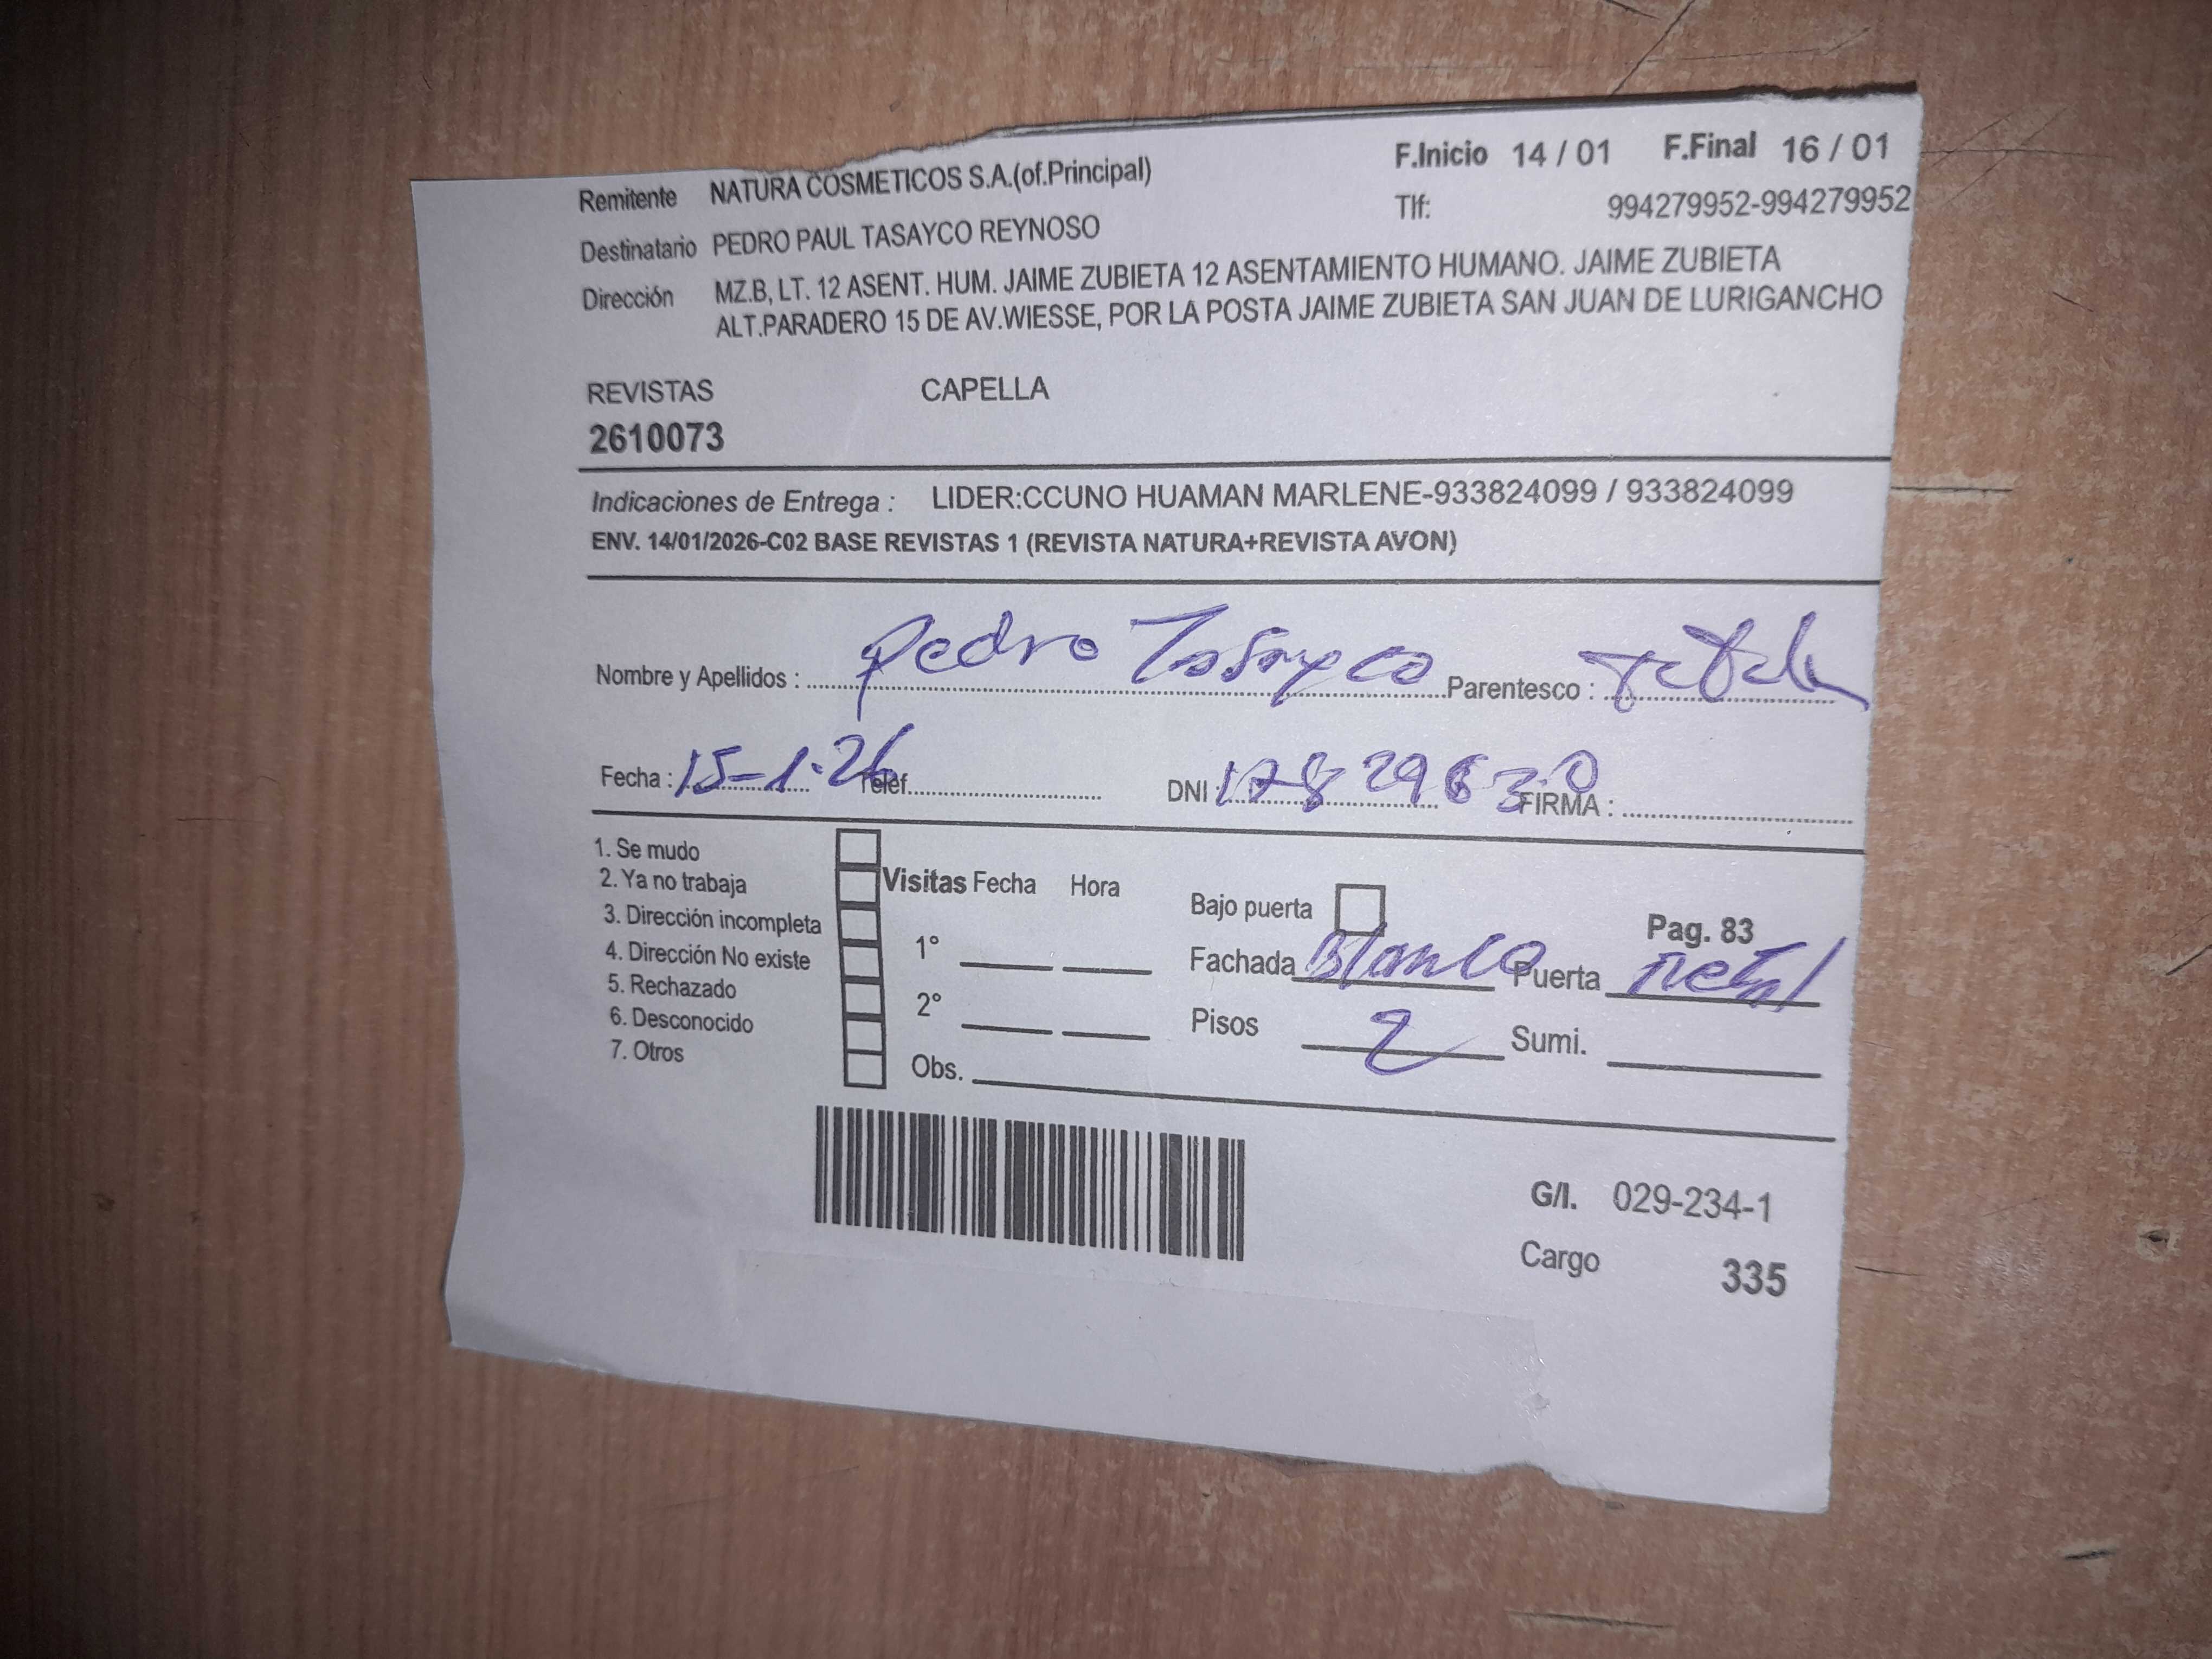 Remitente NATURA COSMETICOS S.A.(of.Principal) F.Inicio 14 / 01 F.Final 16 / 01
Tlf: 994279952-994279952
Destinatario PEDRO PAUL TASAYCO REYNOSO
Dirección MZ.B, LT. 12 ASENT. HUM. JAIME ZUBIETA 12 ASENTAMIENTO HUMANO. JAIME ZUBIETA
ALT.PARADERO 15 DE AV.WIESSE, POR LA POSTA JAIME ZUBIETA SAN JUAN DE LURIGANCHO
REVISTAS CAPELLA
2610073
Indicaciones de Entrega : LIDER:CCUNO HUAMAN MARLENE-933824099 / 933824099
ENV. 14/01/2026-C02 BASE REVISTAS 1 (REVISTA NATURA+REVISTA AVON)
Nombre y Apellidos : Pedro Tasayco Parentesco :
Fecha : 15-1-26 Telef. DNI : 17829630 FIRMA :
1. Se mudo
2. Ya no trabaja Visitas Fecha Hora Bajo puerta Pag. 83
3. Dirección incompleta
4. Dirección No existe 1° Fachada Blanco Puerta metal
5. Rechazado
6. Desconocido 2° Pisos 2 Sumi.
7. Otros Obs.
G/I. 029-234-1
Cargo 335